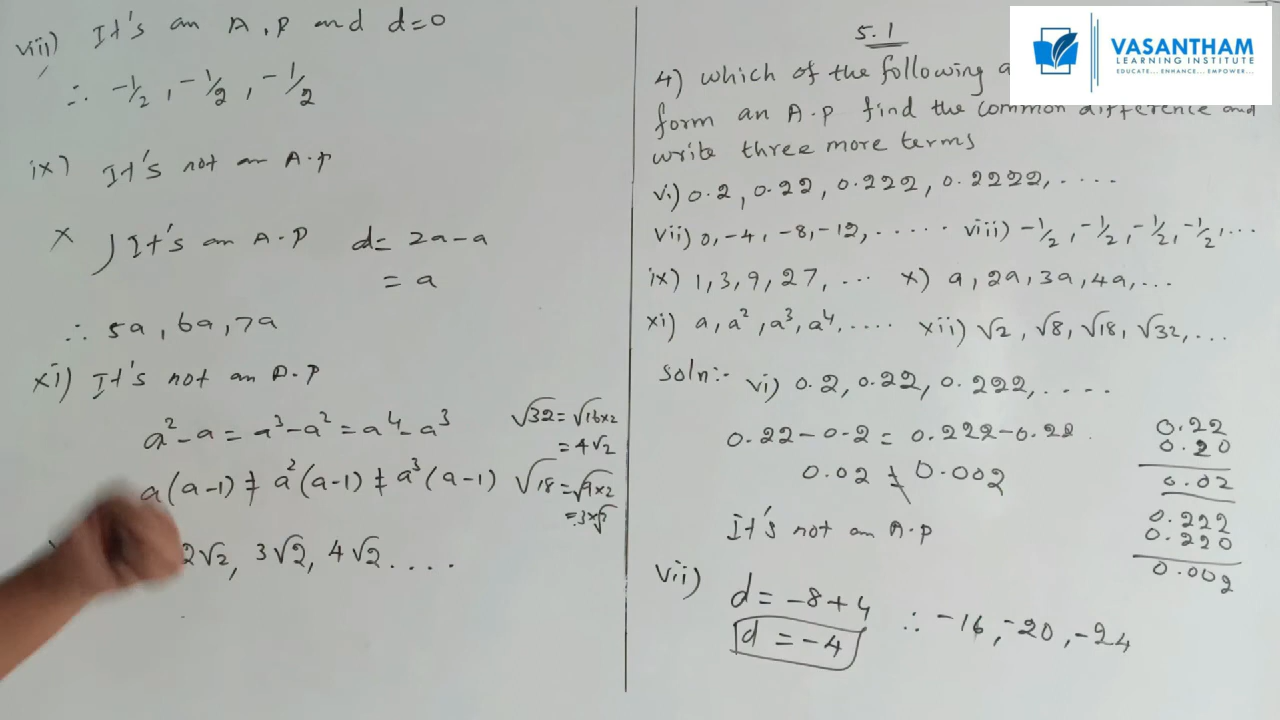 viii) It's an A.P and d=0
∴ -1/2, -1/2, -1/2
ix) It's not an A.p
x) It's an A.P d= 2a-a
= a
∴ 5a, 6a, 7a
xi) It's not an A.P
a²-a = a³-a² = a⁴-a³
a(a-1) ≠ a²(a-1) ≠ a³(a-1)
√32 = √16x2
= 4√2
√18 = √9x2
= 3√2
2√2, 3√2, 4√2....
5.1
4) which of the following
form an A.p find the common difference and
write three more terms
vi) 0.2, 0.22, 0.222, 0.2222, ....
vii) 0, -4, -8, -12, ..... viii) -1/2, -1/2, -1/2, -1/2, ...
ix) 1, 3, 9, 27, ... x) a, 2a, 3a, 4a, ...
xi) a, a², a³, a⁴, .... xii) √2, √8, √18, √32, ...
Soln:- vi) 0.2, 0.22, 0.222, ....
0.22-0.2 = 0.222-0.22
0.02 ≠ 0.002
It's not an A.p
0.22
0.20
0.02
0.222
0.220
0.002
vii) d = -8+4
d = -4
∴ -16, -20, -24
VASANTHAM
LEARNING INSTITUTE
EDUCATE... ENHANCE... EMPOWER...